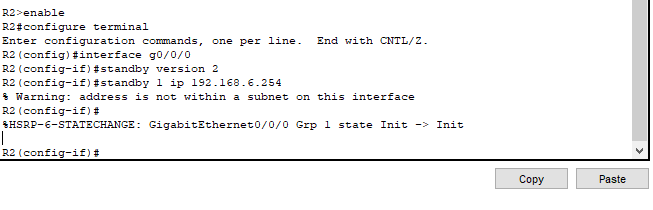 R2>enable
R2#configure terminal
Enter configuration commands, one per line.  End with CNTL/Z.
R2(config)#interface g0/0/0
R2(config-if)#standby version 2
R2(config-if)#standby 1 ip 192.168.6.254
% Warning: address is not within a subnet on this interface
R2(config-if)#
%HSRP-6-STATECHANGE: GigabitEthernet0/0/0 Grp 1 state Init -> Init
R2(config-if)#
Copy Paste